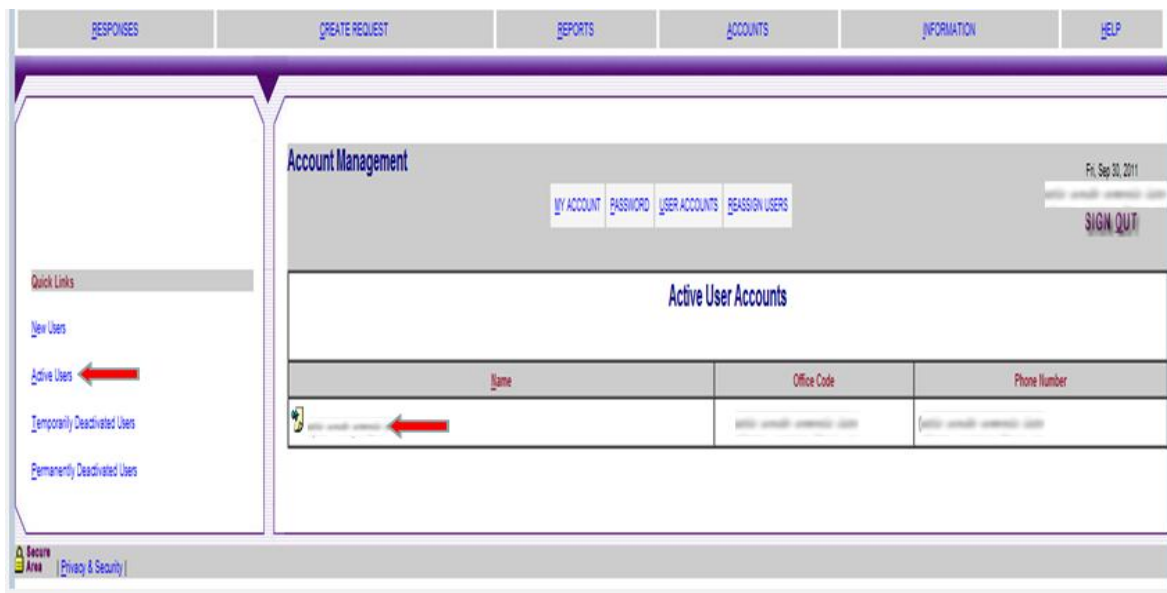 RESPONSES CREATE REQUEST REPORTS ACCOUNTS INFORMATION HELP
Account Management
Fri, Sep 30, 2011
MY ACCOUNT PASSWORD USER ACCOUNTS REASSIGN USERS
SIGN OUT
Quick Links
New Users
Active Users
Temporarily Deactivated Users
Permanently Deactivated Users
Active User Accounts
Name Office Code Phone Number
(
Secure Area | Privacy & Security |